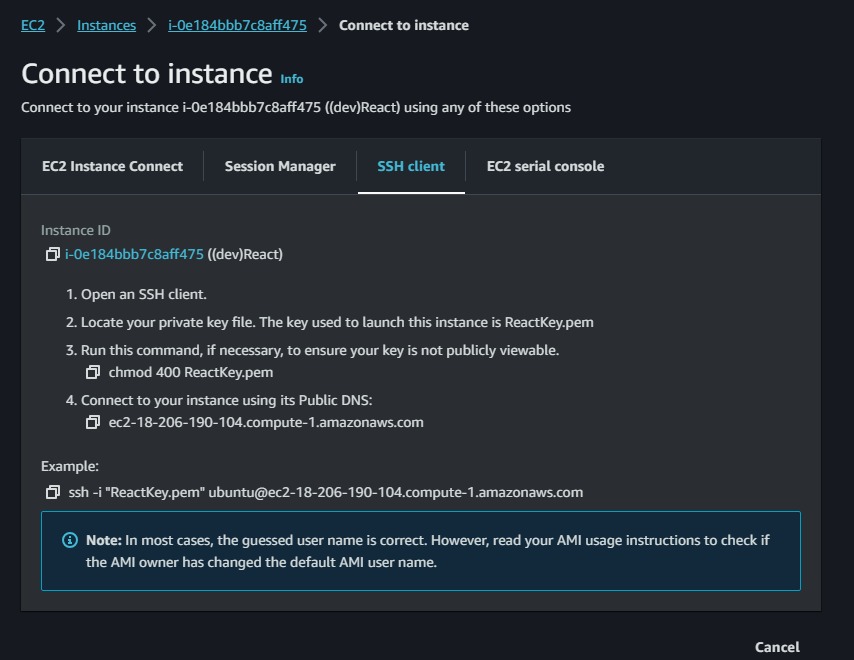 EC2 > Instances > i-0e184bbb7c8aff475 > Connect to instance
Connect to instance Info
Connect to your instance i-0e184bbb7c8aff475 ((dev)React) using any of these options
EC2 Instance Connect Session Manager SSH client EC2 serial console
Instance ID
i-0e184bbb7c8aff475 ((dev)React)
1. Open an SSH client.
2. Locate your private key file. The key used to launch this instance is ReactKey.pem
3. Run this command, if necessary, to ensure your key is not publicly viewable.
chmod 400 ReactKey.pem
4. Connect to your instance using its Public DNS:
ec2-18-206-190-104.compute-1.amazonaws.com
Example:
ssh -i "ReactKey.pem" ubuntu@ec2-18-206-190-104.compute-1.amazonaws.com
Note: In most cases, the guessed user name is correct. However, read your AMI usage instructions to check if
the AMI owner has changed the default AMI user name.
Cancel